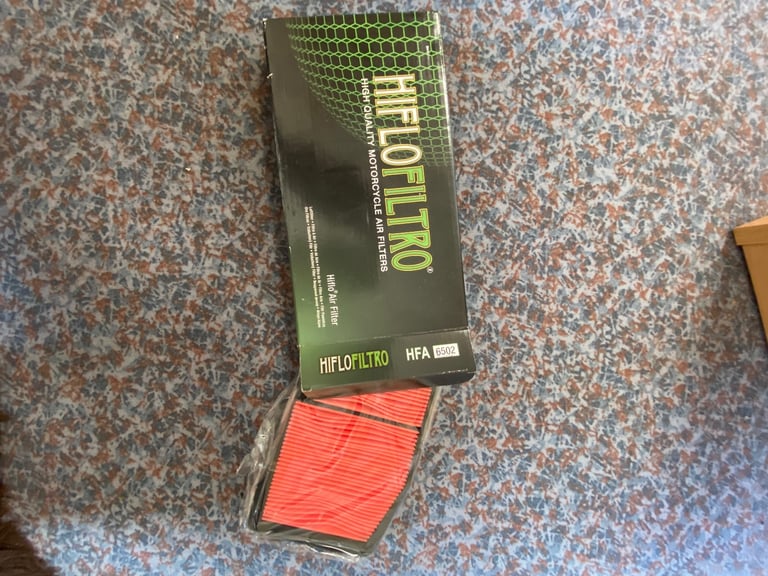 HIFLOFILTRO®
HIGH QUALITY MOTORCYCLE AIR FILTERS
Hiflo® Air Filter
HIFLOFILTRO
HFA 6502